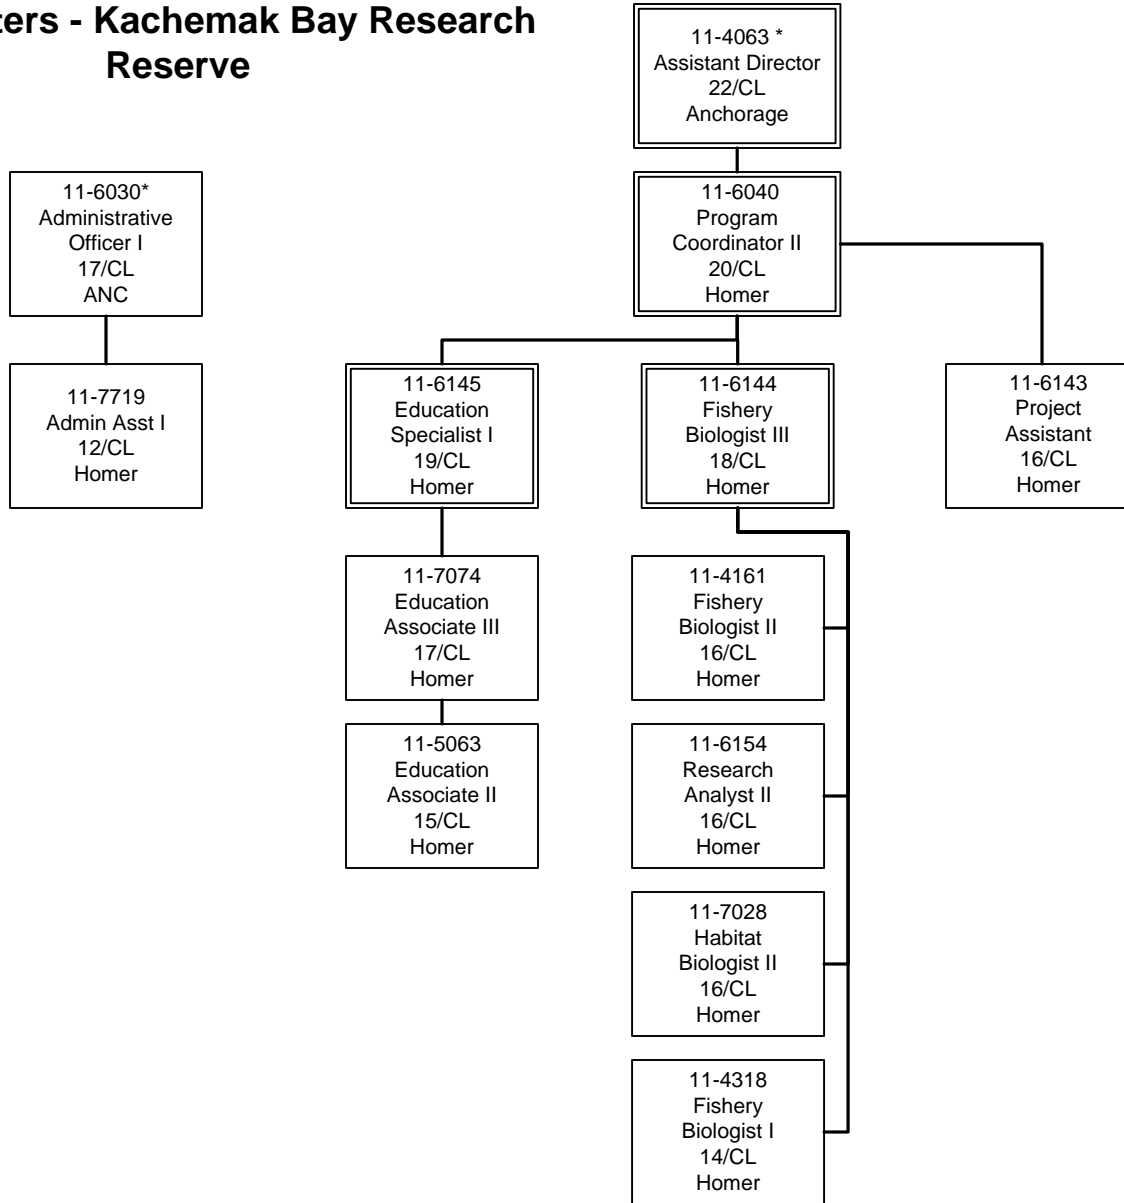 - Kachemak Bay Research
Reserve
11-4063 *
Assistant Director
22/CL
Anchorage
11-6030*
Administrative
Officer I
17/CL
ANC
11-6040
Program
Coordinator II
20/CL
Homer
11-7719
Admin Asst I
12/CL
Homer
11-6145
Education
Specialist I
19/CL
Homer
11-6144
Fishery
Biologist III
18/CL
Homer
11-6143
Project
Assistant
16/CL
Homer
11-7074
Education
Associate III
17/CL
Homer
11-4161
Fishery
Biologist II
16/CL
Homer
11-5063
Education
Associate II
15/CL
Homer
11-6154
Research
Analyst II
16/CL
Homer
11-7028
Habitat
Biologist II
16/CL
Homer
11-4318
Fishery
Biologist I
14/CL
Homer